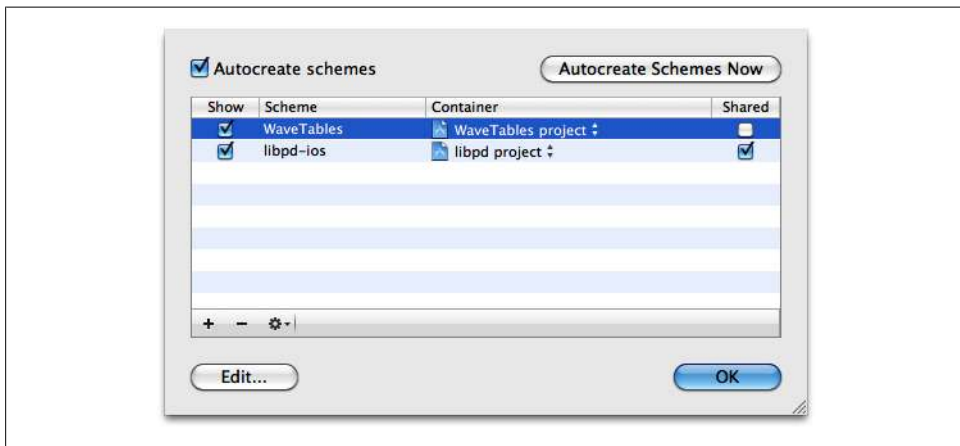 Autocreate schemes Autocreate Schemes Now
Show Scheme Container Shared
WaveTables WaveTables project
libpd-ios libpd project
Edit... OK